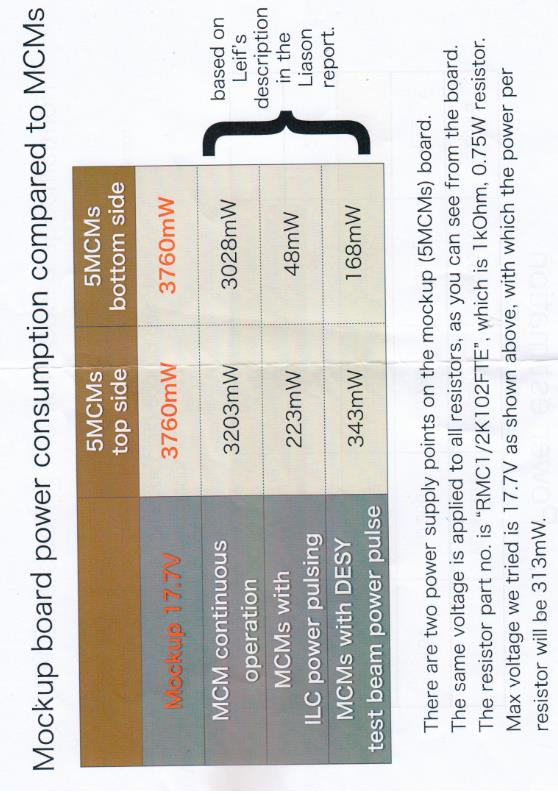 Mockup board power consumption compared to MCMs
5MCMs
top side
5MCMs
bottom side
Mockup 17.7V
3760mW
3760mW
MCM continuous
operation
3203mW
3028mW
MCMs with
ILC power pulsing
223mW
48mW
MCMs with DESY
test beam power pulse
343mW
168mW
based on
Leif's
description
in the
Liason
report.
There are two power supply points on the mockup (5MCMs) board.
The same voltage is applied to all resistors, as you can see from the board.
The resistor part no. is “RMC1/2K102FTE”, which is 1kOhm, 0.75W resistor.
Max voltage we tried is 17.7V as shown above, with which the power per
resistor will be 313mW.